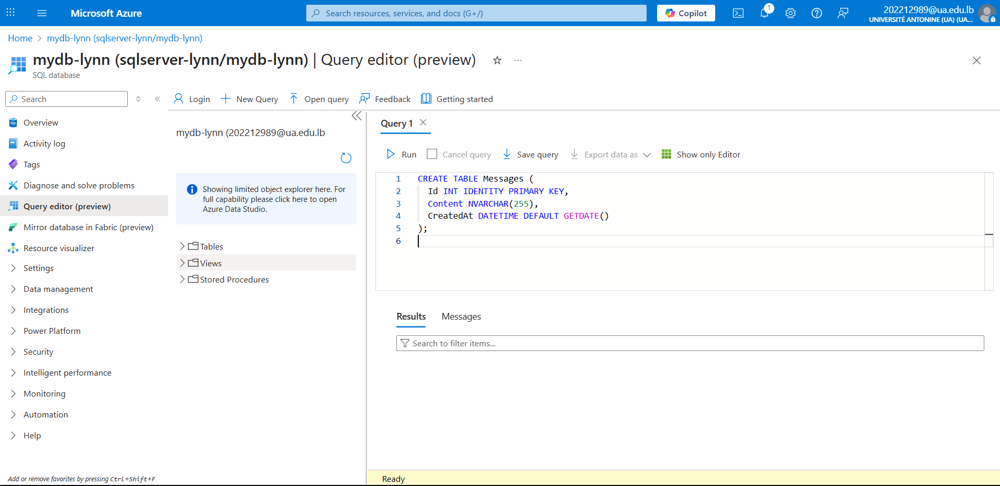 Microsoft Azure
Search resources, services, and docs (G+/)
Copilot
1
202212989@ua.edu.lb
UNIVERSITÉ ANTONINE (UA) (UA...
Home > mydb-lynn (sqlserver-lynn/mydb-lynn)
mydb-lynn (sqlserver-lynn/mydb-lynn) | Query editor (preview)
SQL database
Search
Login
New Query
Open query
Feedback
Getting started
Overview
Activity log
Tags
Diagnose and solve problems
Query editor (preview)
Mirror database in Fabric (preview)
Resource visualizer
Settings
Data management
Integrations
Power Platform
Security
Intelligent performance
Monitoring
Automation
Help
Add or remove favorites by pressing Ctrl+Shift+F
mydb-lynn (202212989@ua.edu.lb
Showing limited object explorer here. For
full capability please click here to open
Azure Data Studio.
Tables
Views
Stored Procedures
Query 1
Run
Cancel query
Save query
Export data as
Show only Editor
1 CREATE TABLE Messages (
2 Id INT IDENTITY PRIMARY KEY,
3 Content NVARCHAR(255),
4 CreatedAt DATETIME DEFAULT GETDATE()
5 );
6
Results
Messages
Search to filter items...
Ready